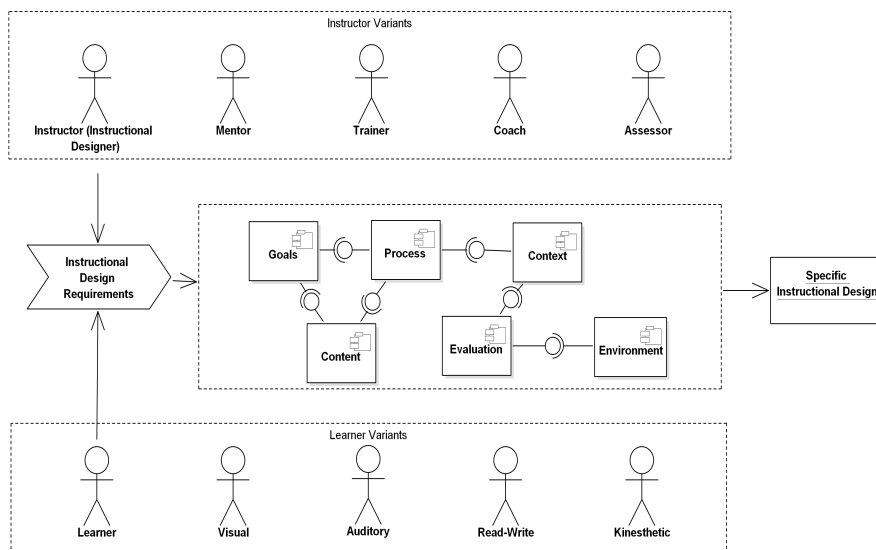 Instructor Variants
Instructor (Instructional
Designer)
Mentor
Trainer
Coach
Assessor
Instructional
Design
Requirements
Goals
Process
Context
Content
Evaluation
Environment
Specific
Instructional Design
Learner Variants
Learner
Visual
Auditory
Read-Write
Kinesthetic